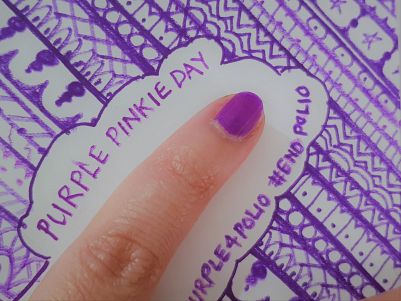 PURPLE PINKIE DAY
PURPLE4POLIO #END POLIO